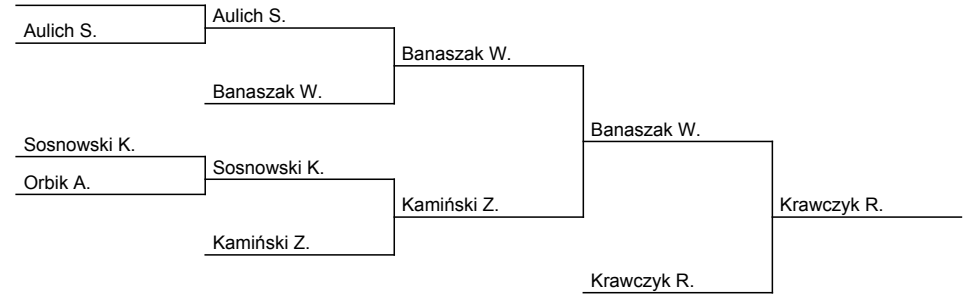 Aulich S.
Aulich S.
Banaszak W.
Banaszak W.
Banaszak W.
Sosnowski K.
Sosnowski K.
Orbik A.
Kamiński Z.
Krawczyk R.
Kamiński Z.
Krawczyk R.